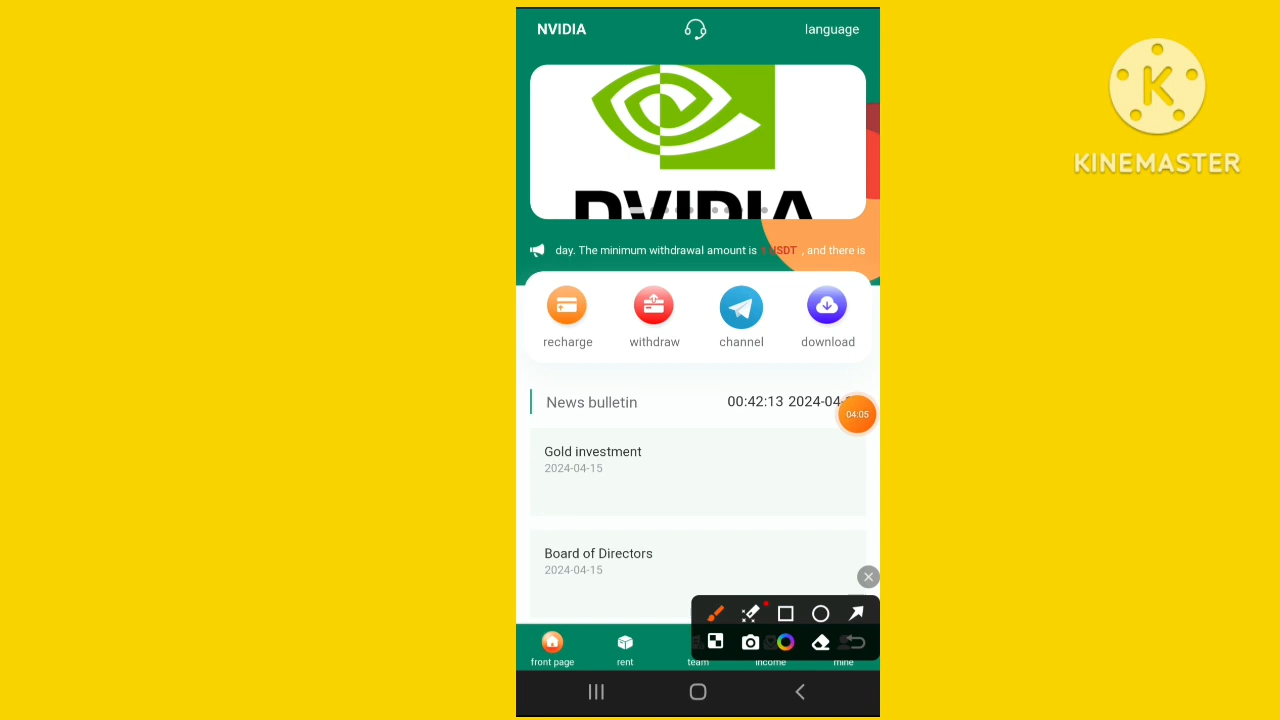 NVIDIA
language
NVIDIA
day. The minimum withdrawal amount is USDT , and there is
recharge
withdraw
channel
download
News bulletin
00:42:13 2024-04-
04:05
Gold investment
2024-04-15
Board of Directors
2024-04-15
front page
rent
team
income
mine
K
KINEMASTER